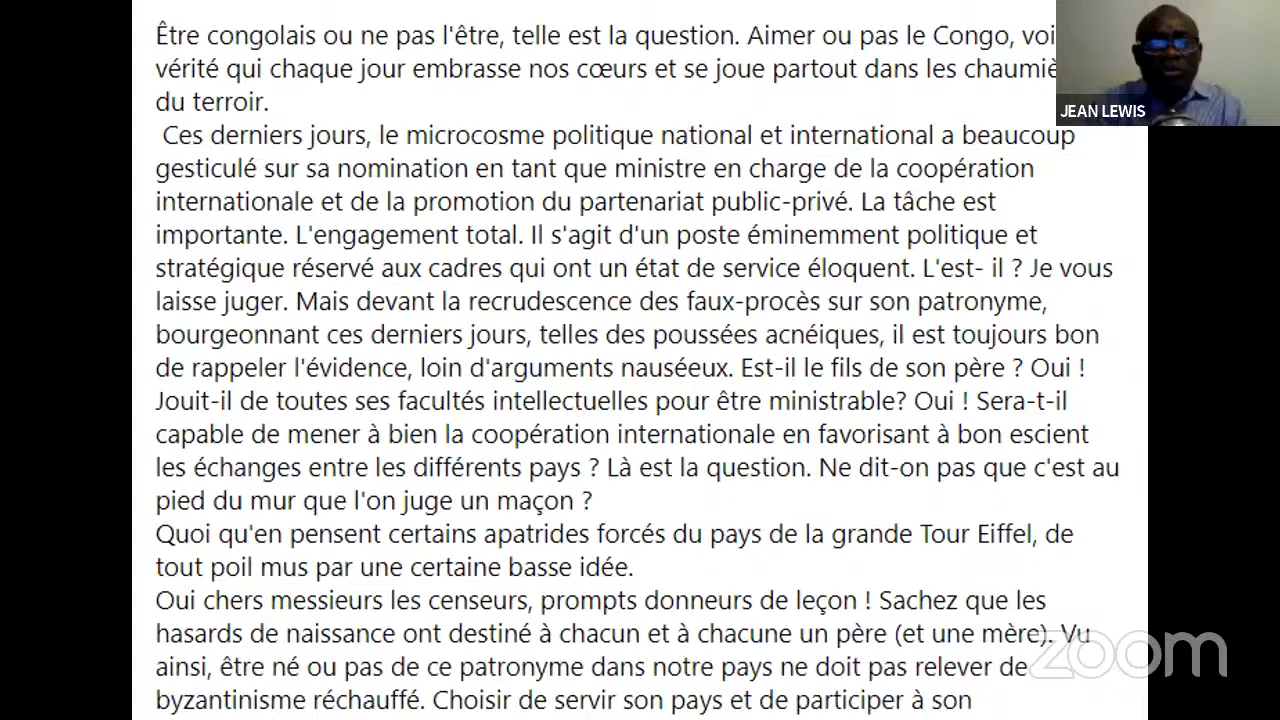 Être congolais ou ne pas l'être, telle est la question. Aimer ou pas le Congo,
vérité qui chaque jour embrasse nos cœurs et se joue partout dans les
du terroir.
JEAN LEWIS
Ces derniers jours, le microcosme politique national et international a beaucoup
gesticulé sur sa nomination en tant que ministre en charge de la coopération
internationale et de la promotion du partenariat public-privé. La tâche est
importante. L'engagement total. Il s'agit d'un poste éminemment politique et
stratégique réservé aux cadres qui ont un état de service éloquent. L'est- il ? Je vous
laisse juger. Mais devant la recrudescence des faux-procès sur son patronyme,
bourgeonnant ces derniers jours, telles des poussées acnéiques, il est toujours bon
de rappeler l'évidence, loin d'arguments nauséeux. Est-il le fils de son père ? Oui !
Jouit-il de toutes ses facultés intellectuelles pour être ministrable? Oui ! Sera-t-il
capable de mener à bien la coopération internationale en favorisant à bon escient
les échanges entre les différents pays ? Là est la question. Ne dit-on pas que c'est au
pied du mur que l'on juge un maçon ?
Quoi qu'en pensent certains apatrides forcés du pays de la grande Tour Eiffel, de
tout poil mus par une certaine basse idée.
Oui chers messieurs les censeurs, prompts donneurs de leçon ! Sachez que les
hasards de naissance ont destiné à chacun et à chacune un père (et une mère). Vu
ainsi, être né ou pas de ce patronyme dans notre pays ne doit pas relever de
byzantinisme réchauffé. Choisir de servir son pays et de participer à son
zoom